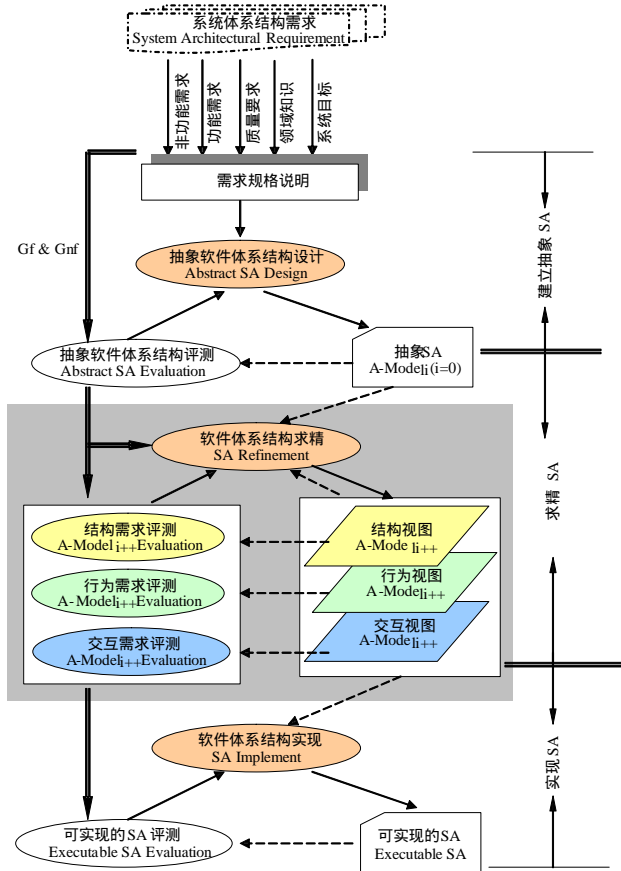 系统体系结构需求
System Architectural Requirement
非功能需求
功能需求
质量要求
领域知识
系统目标
需求规格说明
Gf & Gnf
抽象软件体系结构设计
Abstract SA Design
建立抽象 SA
抽象软件体系结构评测
Abstract SA Evaluation
抽象SA
A-Modeli(i=0)
软件体系结构求精
SA Refinement
求精 SA
结构需求评测
A-Model i++Evaluation
结构视图
A-Mode li++
行为需求评测
A-Modeli++Evaluation
行为视图
A-Modeli++
交互需求评测
A-Modeli++Evaluation
交互视图
A-Modeli++
软件体系结构实现
SA Implement
实现 SA
可实现的SA 评测
Executable SA Evaluation
可实现的SA
Executable SA